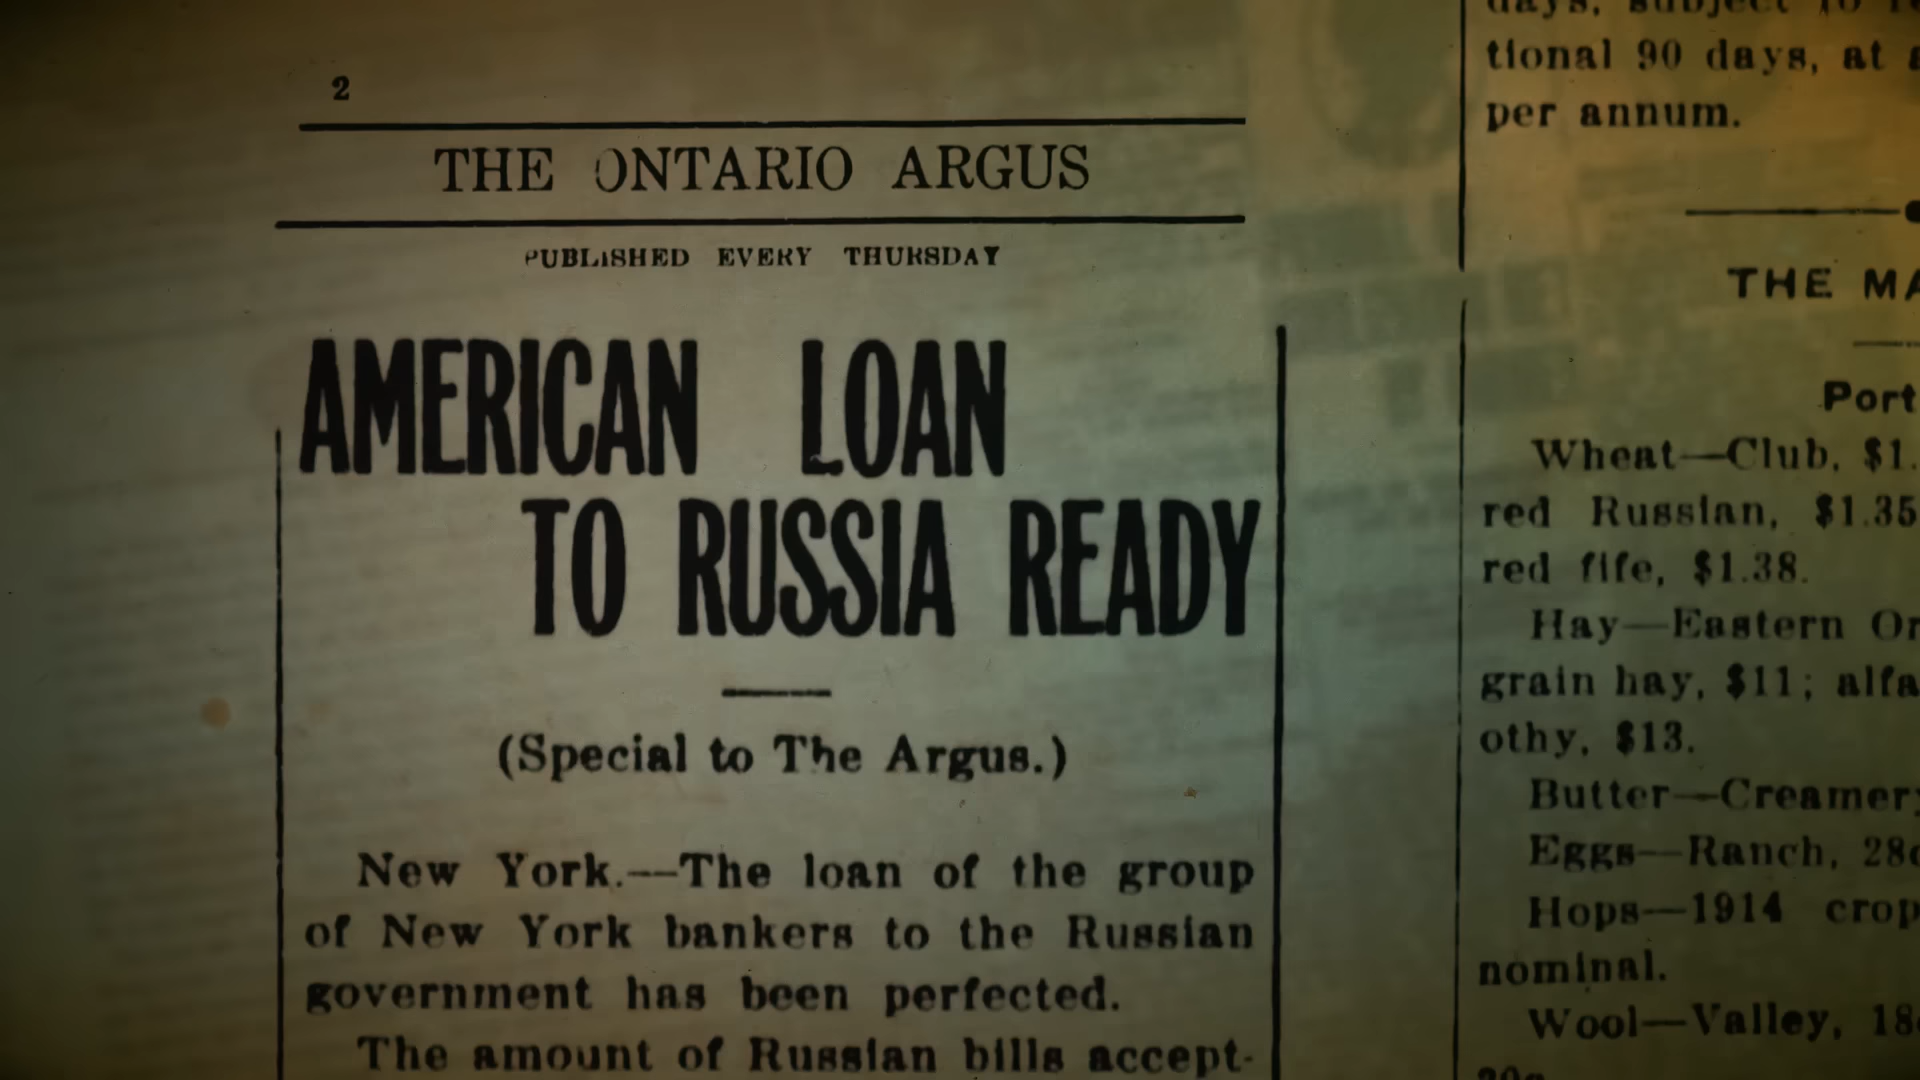 2
THE ONTARIO ARGUS
PUBLISHED EVERY THURSDAY
AMERICAN LOAN
TO RUSSIA READY
(Special to The Argus.)
New York.—The loan of the group
of New York bankers to the Russian
government has been perfected.
The amount of Russian bills accept-
days, subject to
tional 90 days, at
per annum.
THE
Port
Wheat—Club, $1.
red Russian, $1.35
red fife, $1.38.
Hay—Eastern Or
grain hay, $11; alfa
othy, $13.
Butter—Creamery
Eggs—Ranch, 28c
Hops—1914 crop
nominal.
Wool—Valley, 18c